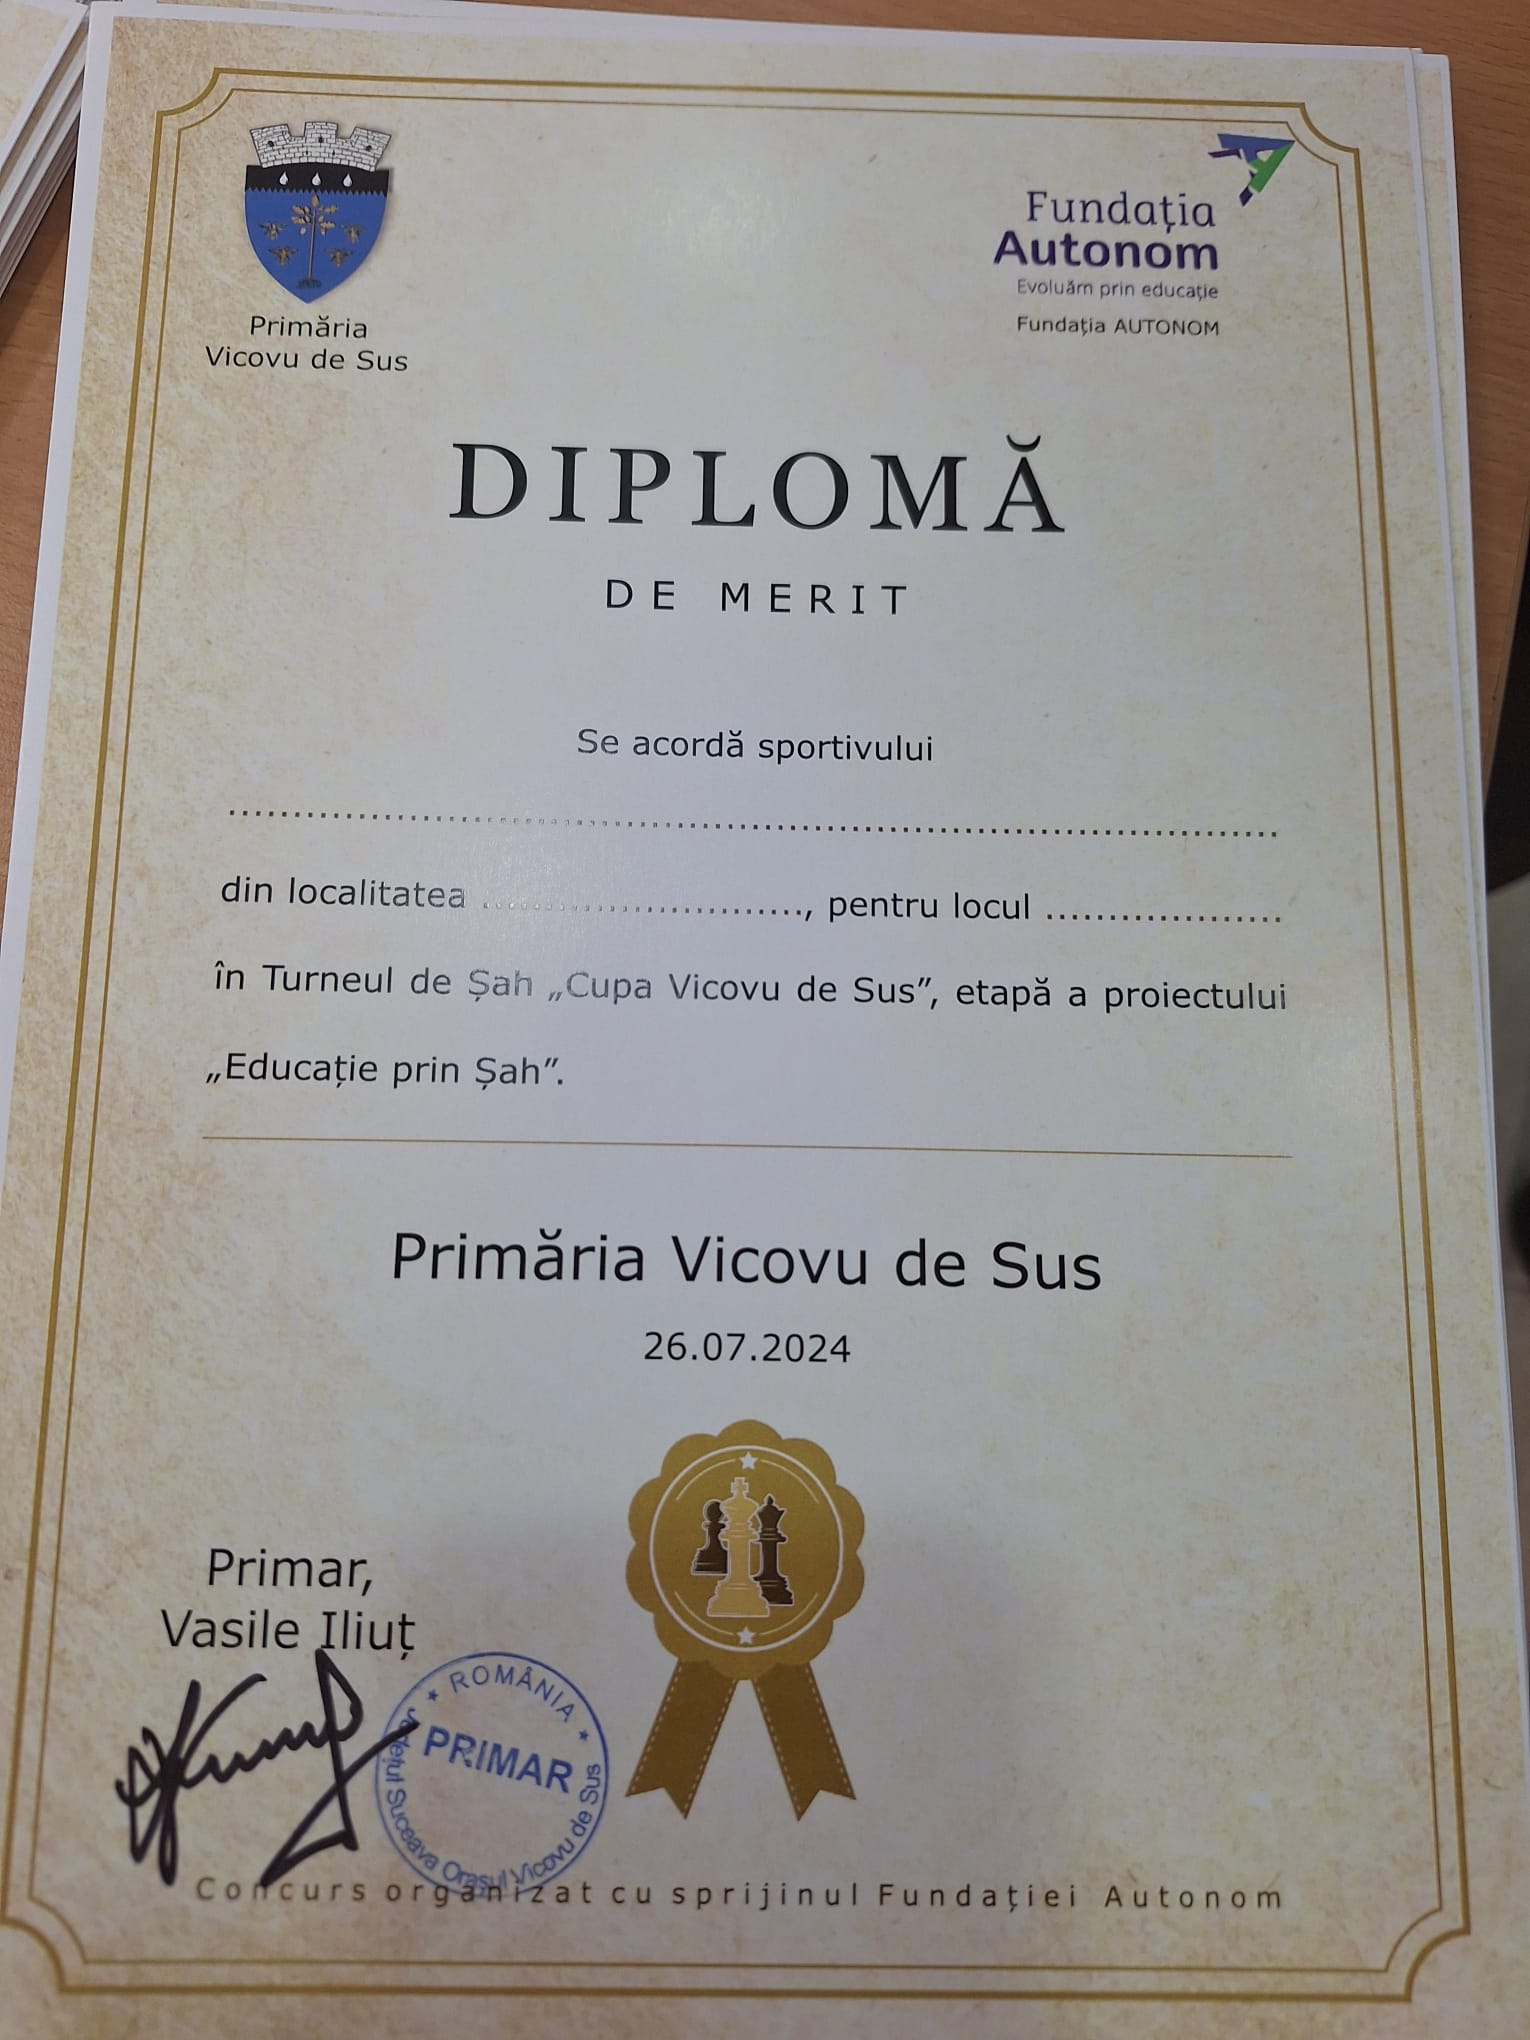 Primăria
Vicovu de Sus
Fundația
Autonom
Evoluăm prin educație
Fundația AUTONOM
DIPLOMĂ
DE MERIT
Se acordă sportivului
................................................................................
din localitatea .........................., pentru locul ...................
în Turneul de Șah „Cupa Vicovu de Sus”, etapă a proiectului
„Educație prin Șah”.
Primăria Vicovu de Sus
26.07.2024
Primar,
Vasile Iliuț
ROMÂNIA
PRIMAR
Județul Suceava Orașul Vicovu de Sus
Concurs organizat cu sprijinul Fundației Autonom